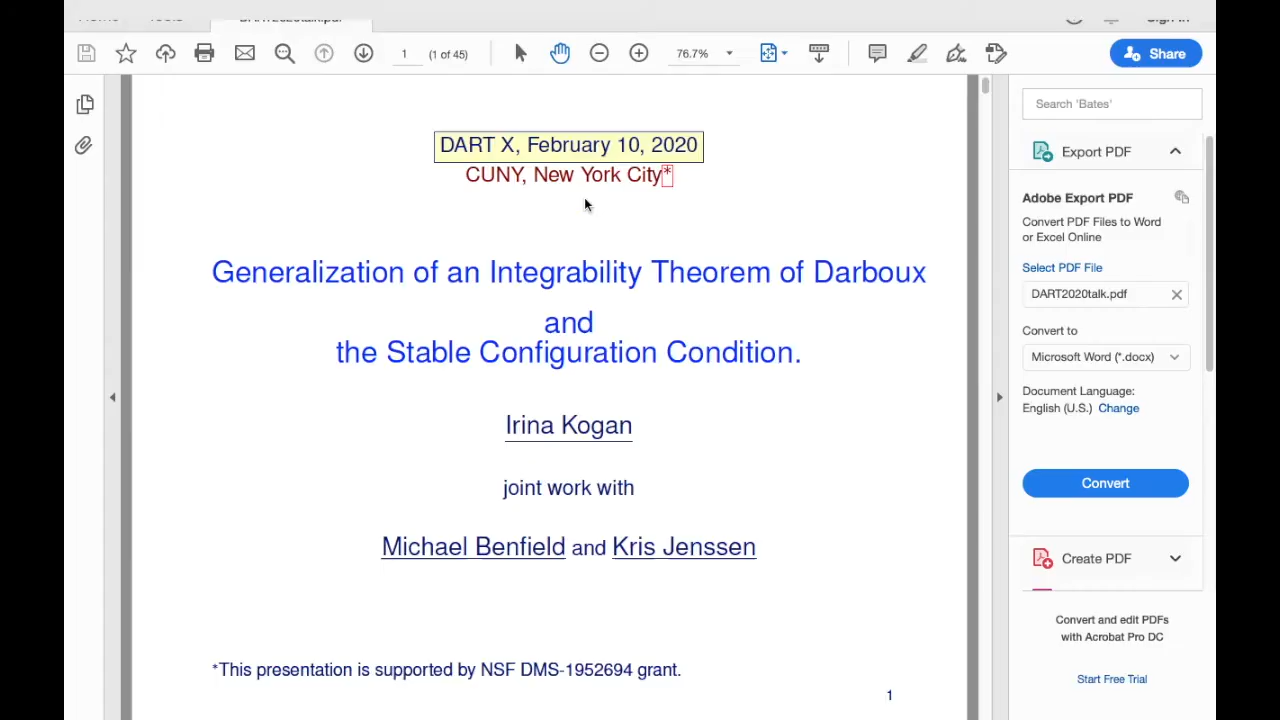 DART2020talk.pdf
1 (1 of 45)
76.7%
Share
Search 'Bates'
DART X, February 10, 2020
CUNY, New York City*
Generalization of an Integrability Theorem of Darboux
and
the Stable Configuration Condition.
Irina Kogan
joint work with
Michael Benfield and Kris Jenssen
*This presentation is supported by NSF DMS-1952694 grant.
1
Export PDF
Adobe Export PDF
Convert PDF Files to Word
or Excel Online
Select PDF File
DART2020talk.pdf
Convert to
Microsoft Word (*.docx)
Document Language:
English (U.S.) Change
Convert
Create PDF
Convert and edit PDFs
with Acrobat Pro DC
Start Free Trial